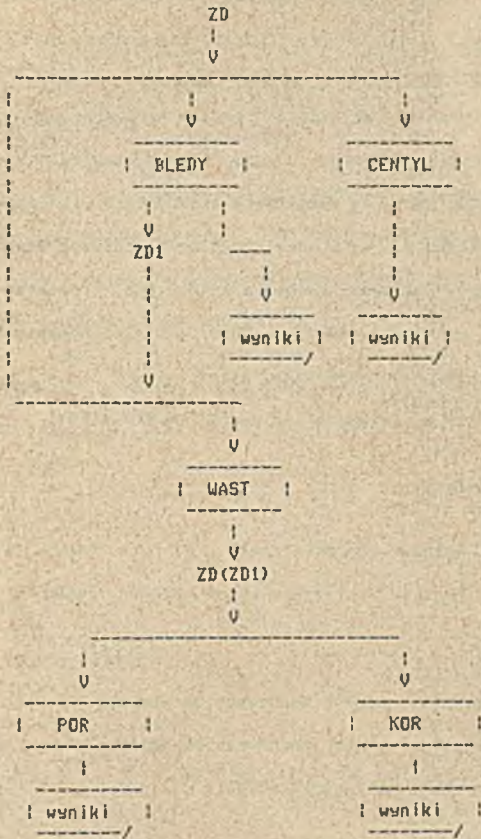 ZD
BLEDY CENTYL
ZD1
wyniki wyniki
WAST
ZD(ZD1)
POR KOR
wyniki wyniki